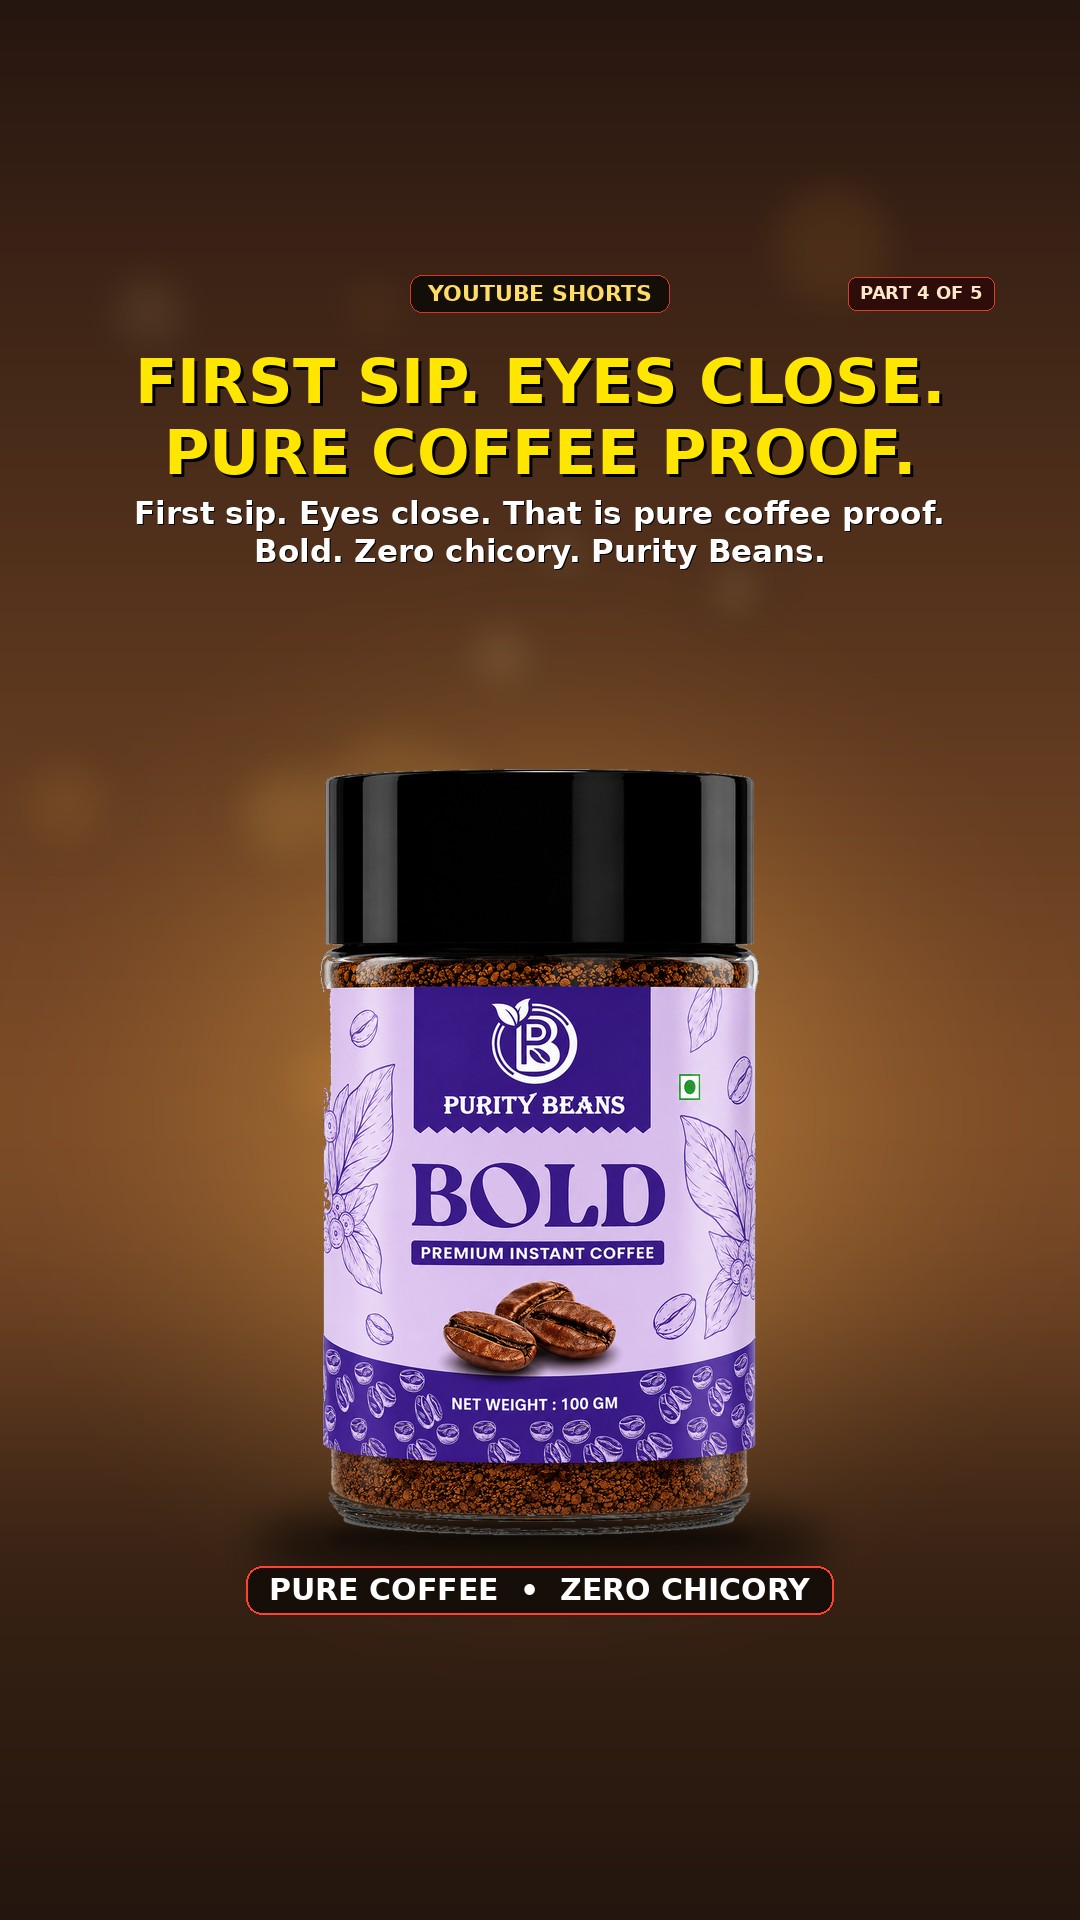 YOUTUBE SHORTS
PART 4 OF 5
FIRST SIP. EYES CLOSE.
PURE COFFEE PROOF.
First sip. Eyes close. That is pure coffee proof.
Bold. Zero chicory. Purity Beans.
B
PURITY BEANS
BOLD
PREMIUM INSTANT COFFEE
NET WEIGHT : 100 GM
PURE COFFEE • ZERO CHICORY